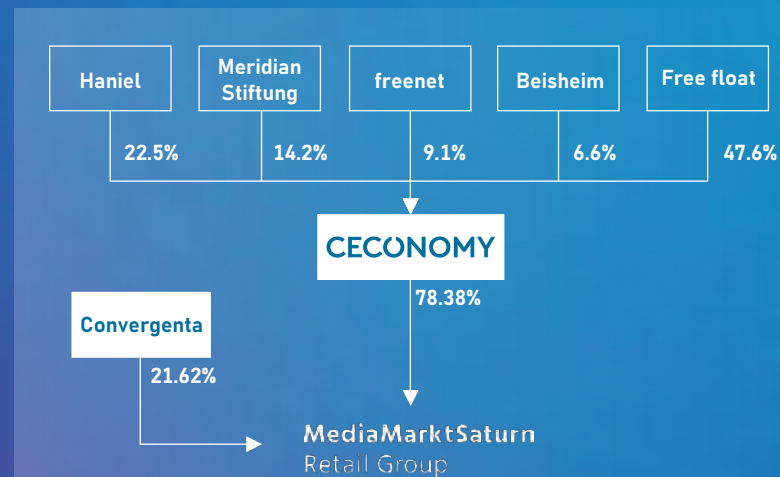 Haniel
Meridian
Stiftung
freenet
Beisheim
Free float
22.5%
14.2%
9.1%
6.6%
47.6%
CECONOMY
78.38%
Convergenta
21.62%
MediaMarktSaturn
Retail Group